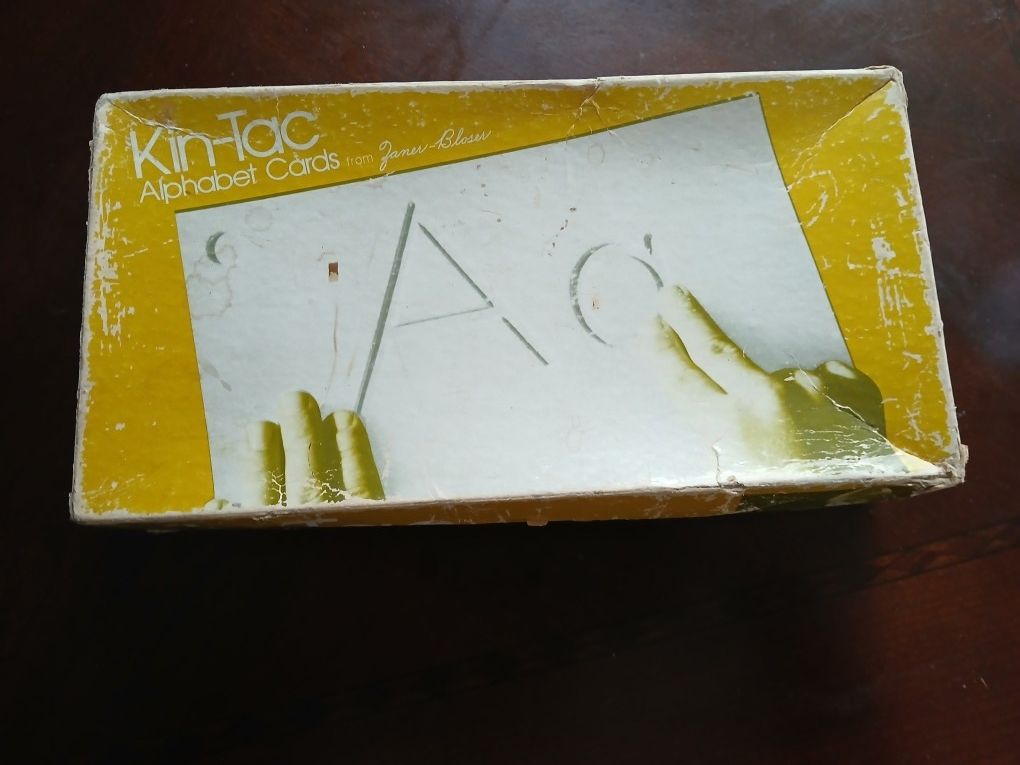 Kin-Tac
Alphabet Cards from Zaner-Bloser
A a